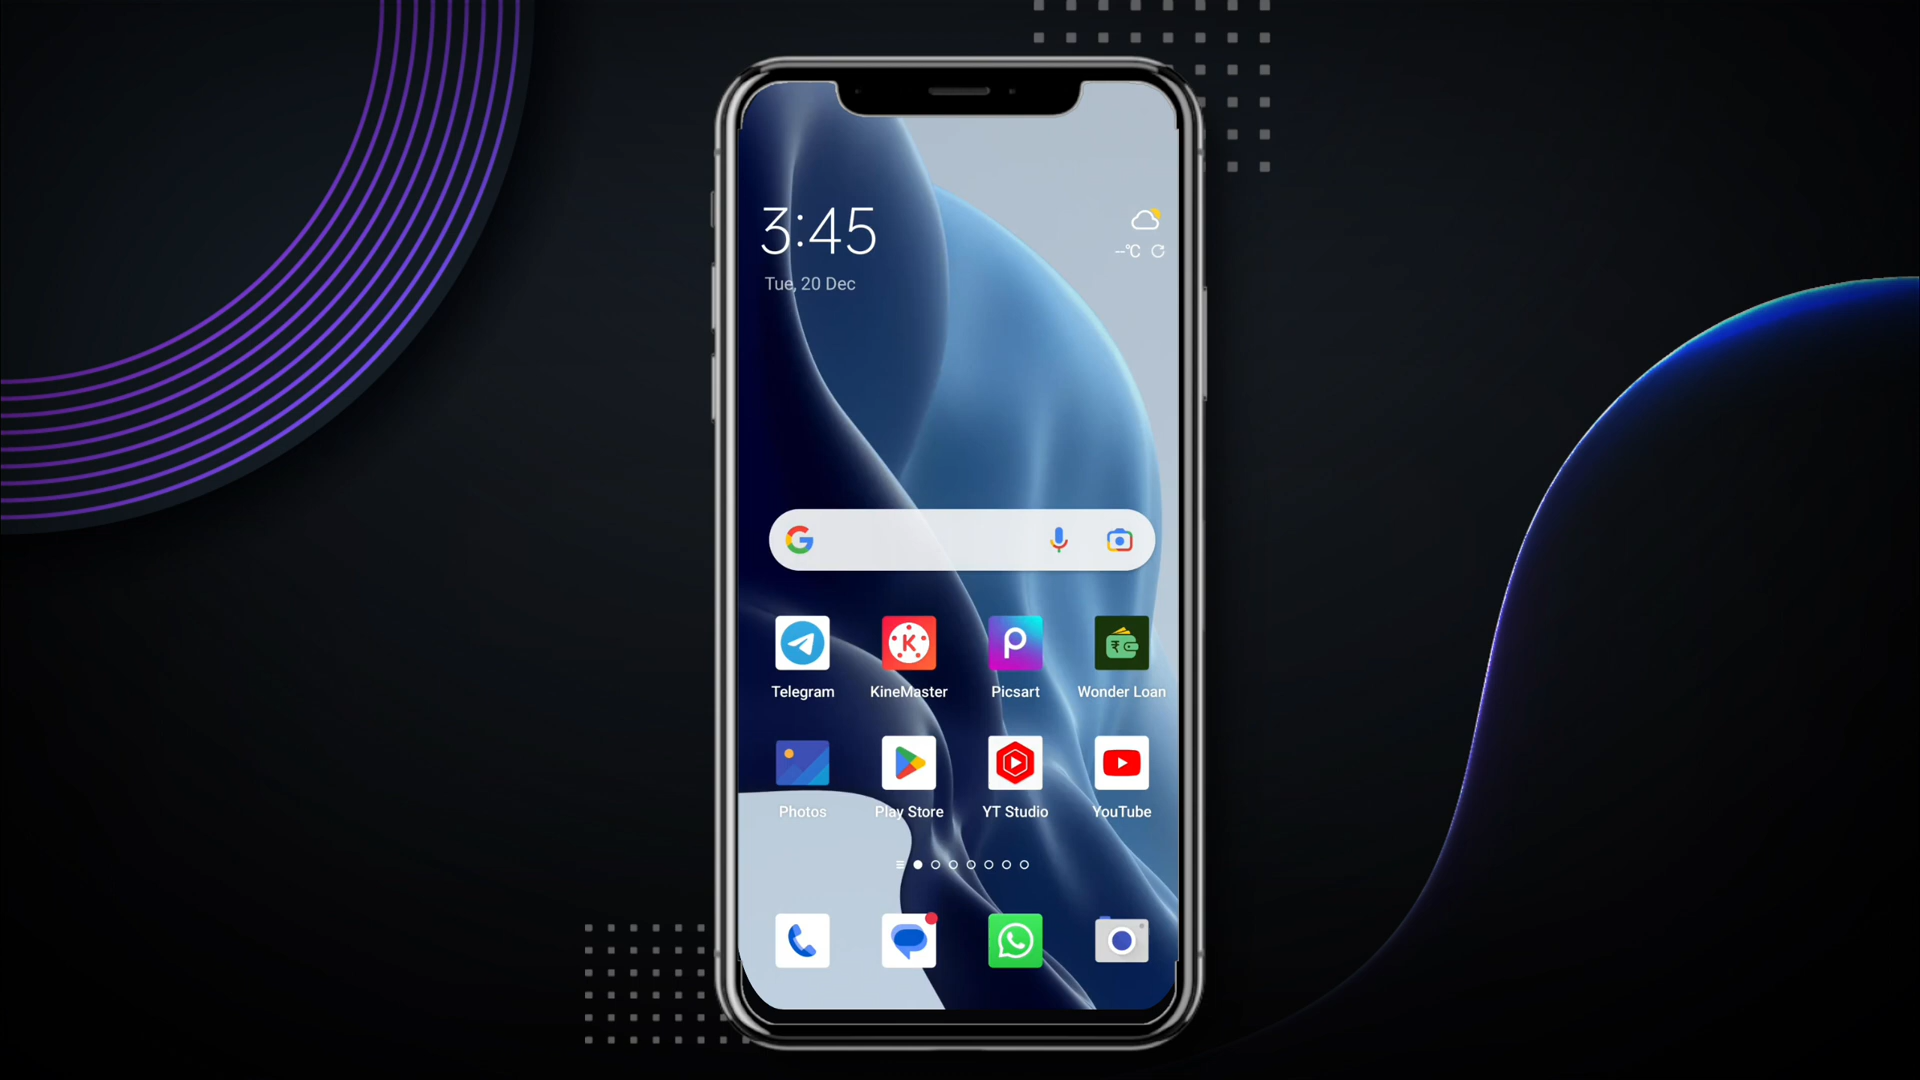 3:45
Tue, 20 Dec
--°C
Telegram
KineMaster
Picsart
Wonder Loan
Photos
Play Store
YT Studio
YouTube